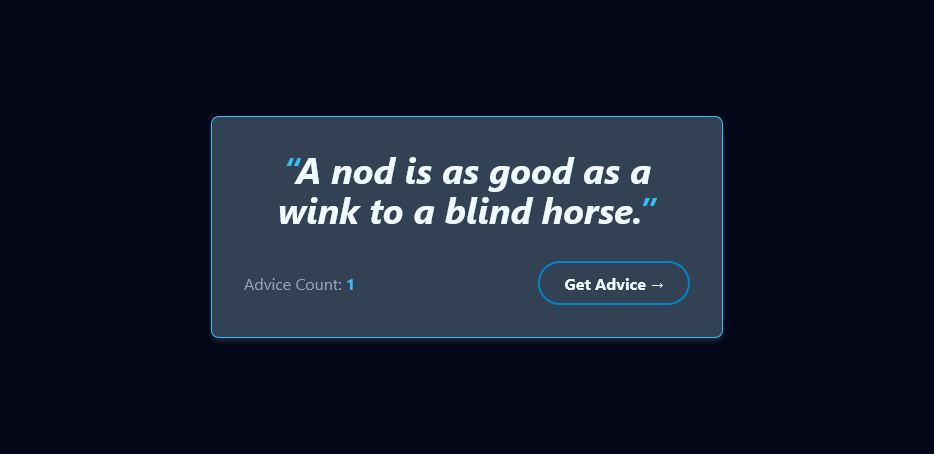 “A nod is as good as a
wink to a blind horse.”
Advice Count: 1
Get Advice →